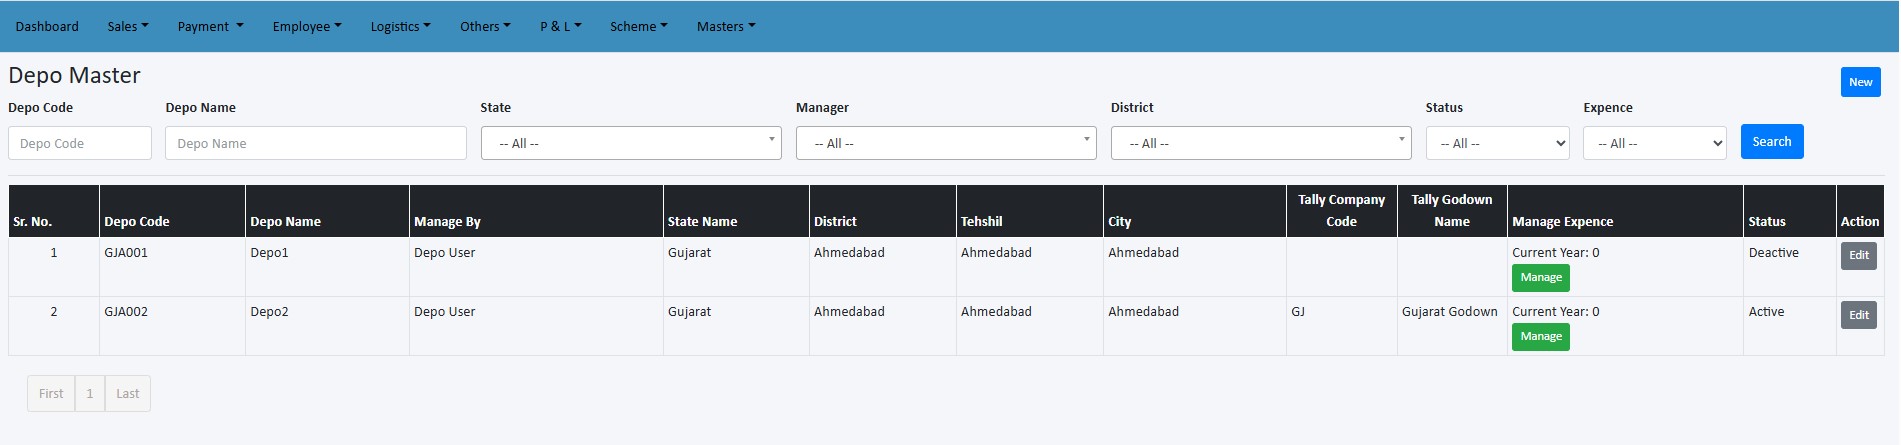 Dashboard Sales Payment Employee Logistics Others P & L Scheme Masters
Depo Master
New
Depo Code Depo Name State Manager District Status Expence
Depo Code Depo Name -- All -- -- All -- -- All -- -- All -- -- All -- Search
Sr. No. Depo Code Depo Name Manage By State Name District Tehshil City Tally Company Code Tally Godown Name Manage Expence Status Action
1 GJA001 Depo1 Depo User Gujarat Ahmedabad Ahmedabad Ahmedabad Current Year: 0 Deactive Edit
Manage
2 GJA002 Depo2 Depo User Gujarat Ahmedabad Ahmedabad Ahmedabad GJ Gujarat Godown Current Year: 0 Active Edit
Manage
First 1 Last